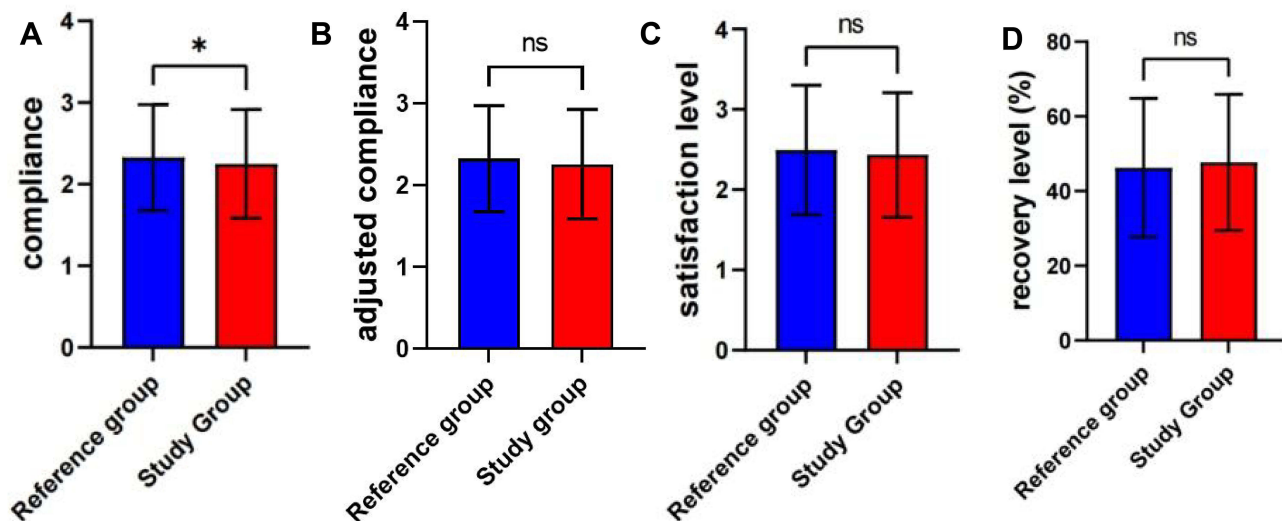 A
compliance
4
3
2
1
0
*
Reference group
Study Group
B
adjusted compliance
4
3
2
1
0
ns
Reference group
Study group
C
satisfaction level
4
3
2
1
0
ns
Reference group
Study Group
D
recovery level (%)
80
60
40
20
0
ns
Reference group
Study Group